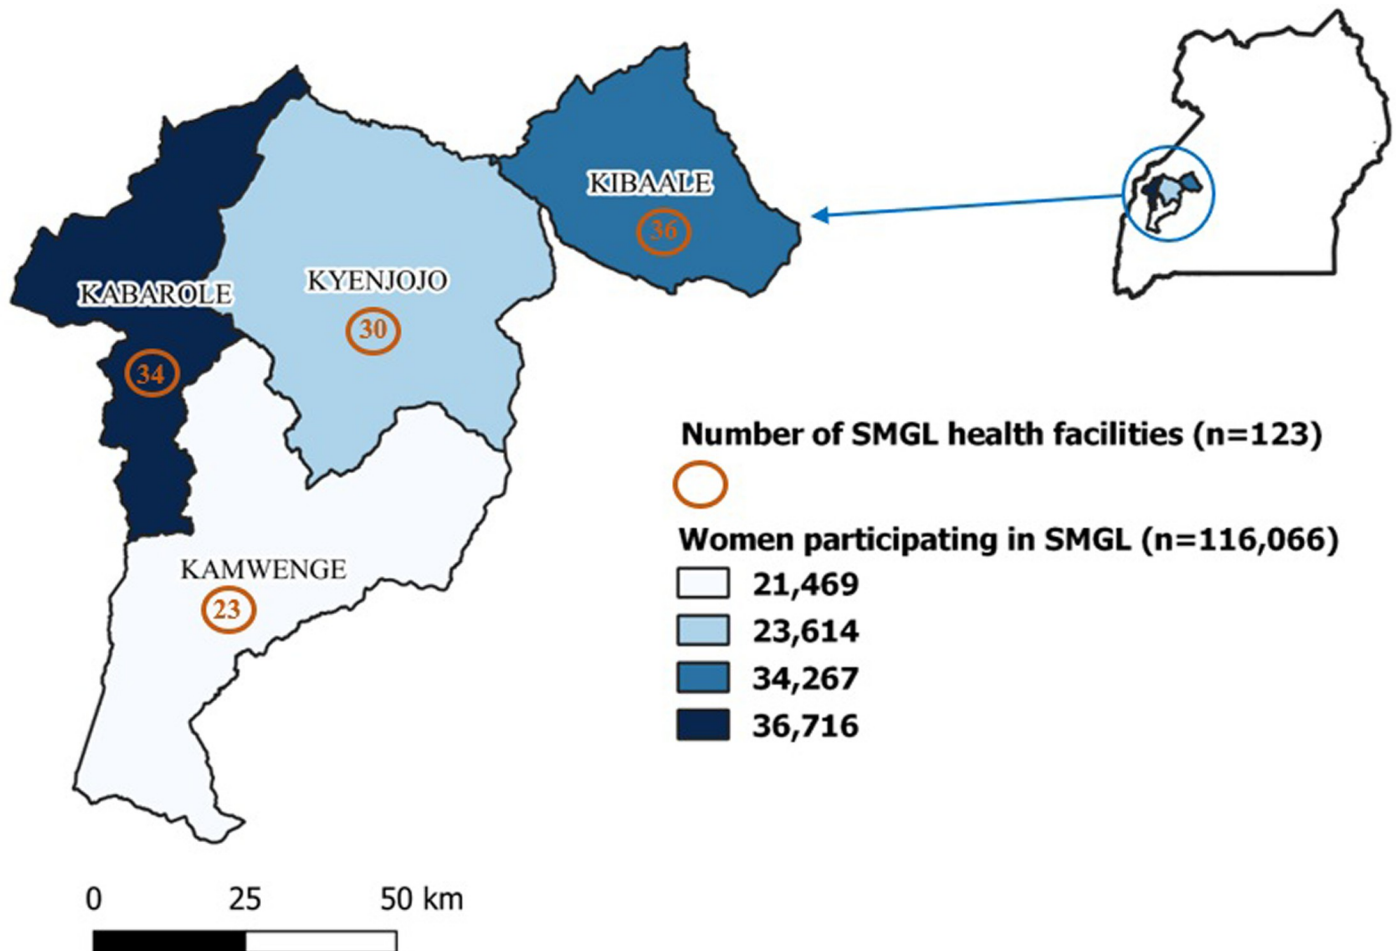 KIBAALE
36
KYENJOJO
KABAROLE
30
34
Number of SMGL health facilities (n=123)
Women participating in SMGL (n=116,066)
KAMWENGE
21,469
23
23,614
34,267
36,716
0 25 50 km